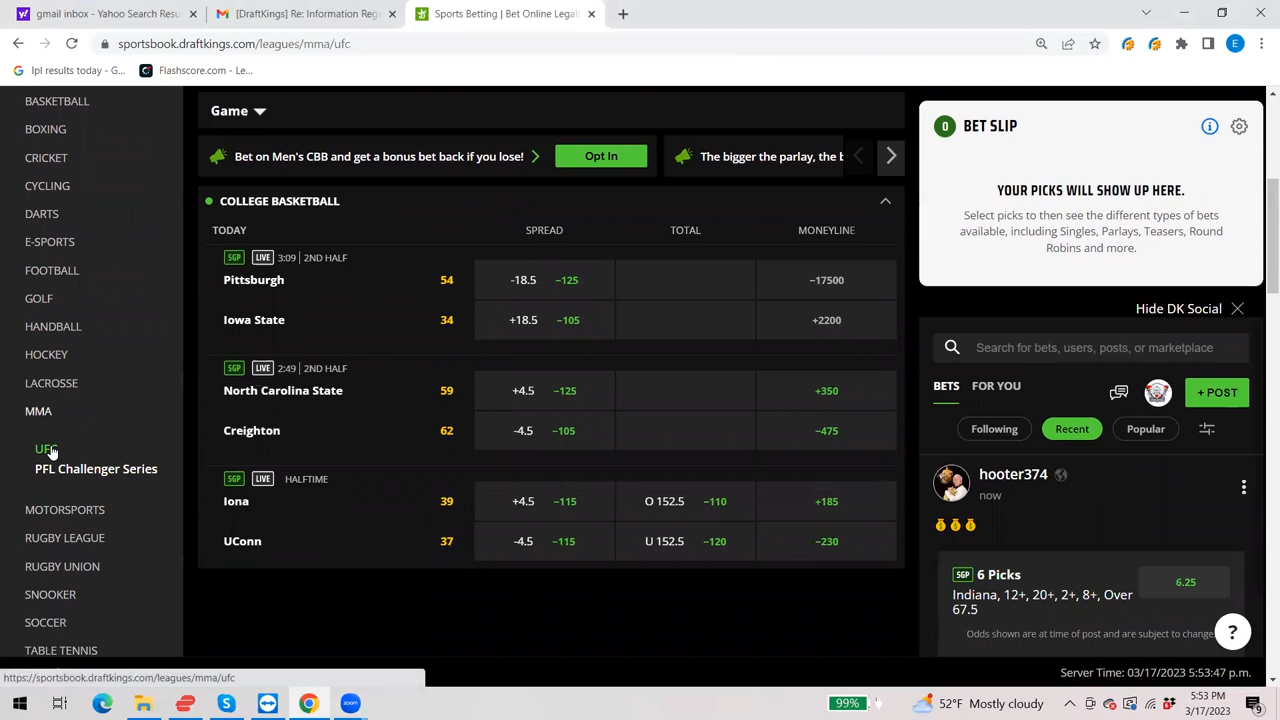 gmail inbox - Yahoo Search Resu
[DraftKings] Re: Information Reg
Sports Betting | Bet Online Legal
sportsbook.draftkings.com/leagues/mma/ufc
E
Ipl results today - G...
Flashscore.com - Le...
BASKETBALL
BOXING
CRICKET
CYCLING
DARTS
E-SPORTS
FOOTBALL
GOLF
HANDBALL
HOCKEY
LACROSSE
MMA
UFC
PFL Challenger Series
MOTORSPORTS
RUGBY LEAGUE
RUGBY UNION
SNOOKER
SOCCER
TABLE TENNIS
Game
Bet on Men's CBB and get a bonus bet back if you lose! Opt In
The bigger the parlay, the b
COLLEGE BASKETBALL
TODAY SPREAD TOTAL MONEYLINE
SGP LIVE 3:09 | 2ND HALF
Pittsburgh 54 -18.5 −125 −17500
Iowa State 34 +18.5 −105 +2200
SGP LIVE 2:49 | 2ND HALF
North Carolina State 59 +4.5 −125 +350
Creighton 62 -4.5 −105 −475
SGP LIVE HALFTIME
Iona 39 +4.5 −115 O 152.5 −110 +185
UConn 37 -4.5 −115 U 152.5 −120 −230
0 BET SLIP
YOUR PICKS WILL SHOW UP HERE.
Select picks to then see the different types of bets
available, including Singles, Parlays, Teasers, Round
Robins and more.
Hide DK Social
Search for bets, users, posts, or marketplace
BETS FOR YOU + POST
Following Recent Popular
hooter374
now
SGP 6 Picks 6.25
Indiana, 12+, 20+, 2+, 8+, Over
67.5
Odds shown are at time of post and are subject to change.
?
https://sportsbook.draftkings.com/leagues/mma/ufc
Server Time: 03/17/2023 5:53:47 p.m.
zoom
99%
52°F Mostly cloudy
5:53 PM
3/17/2023
9